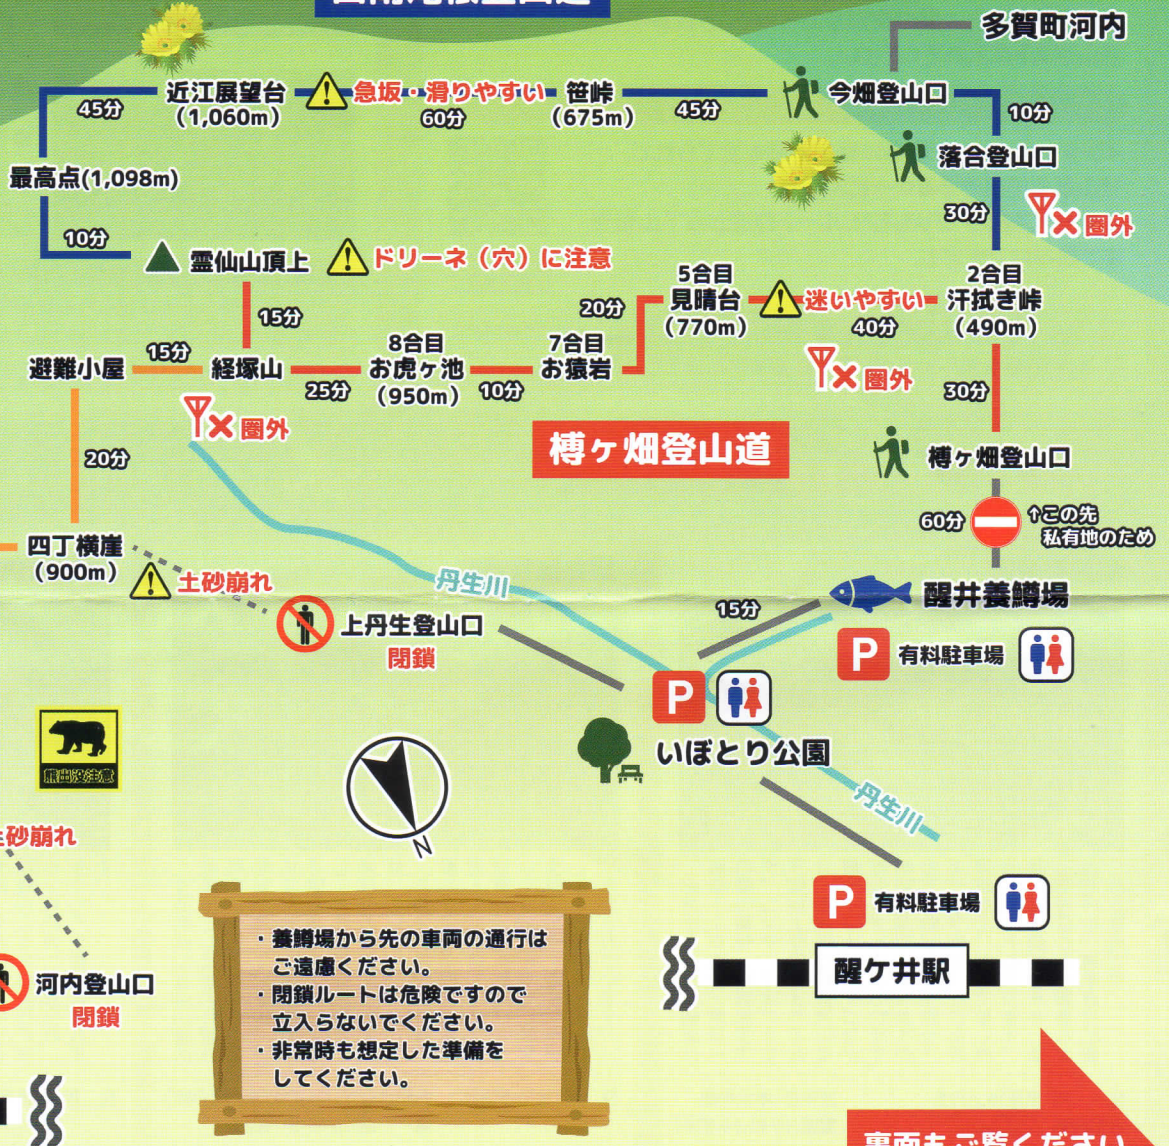 多賀町河内
近江展望台
(1,060m)
急坂・滑りやすい
60分
笹峠
(675m)
45分
今畑登山口
45分
10分
落合登山口
最高点(1,098m)
30分
圏外
10分
霊仙山頂上
ドリーネ（穴）に注意
5合目
見晴台
(770m)
迷いやすい
40分
2合目
汗拭き峠
(490m)
20分
15分
8合目
お虎ヶ池
(950m)
7合目
お猿岩
避難小屋
15分
経塚山
25分
10分
圏外
30分
圏外
榑ヶ畑登山道
榑ヶ畑登山口
20分
60分
↑この先
私有地のため
四丁横崖
(900m)
土砂崩れ
丹生川
醒井養鱒場
15分
上丹生登山口
閉鎖
P
有料駐車場
P
いぼとり公園
熊出没注意
丹生川
N
砂崩れ
P
有料駐車場
・養鱒場から先の車両の通行は
ご遠慮ください。
・閉鎖ルートは危険ですので
立入らないでください。
・非常時も想定した準備を
してください。
醒ケ井駅
河内登山口
閉鎖
裏面もご覧ください